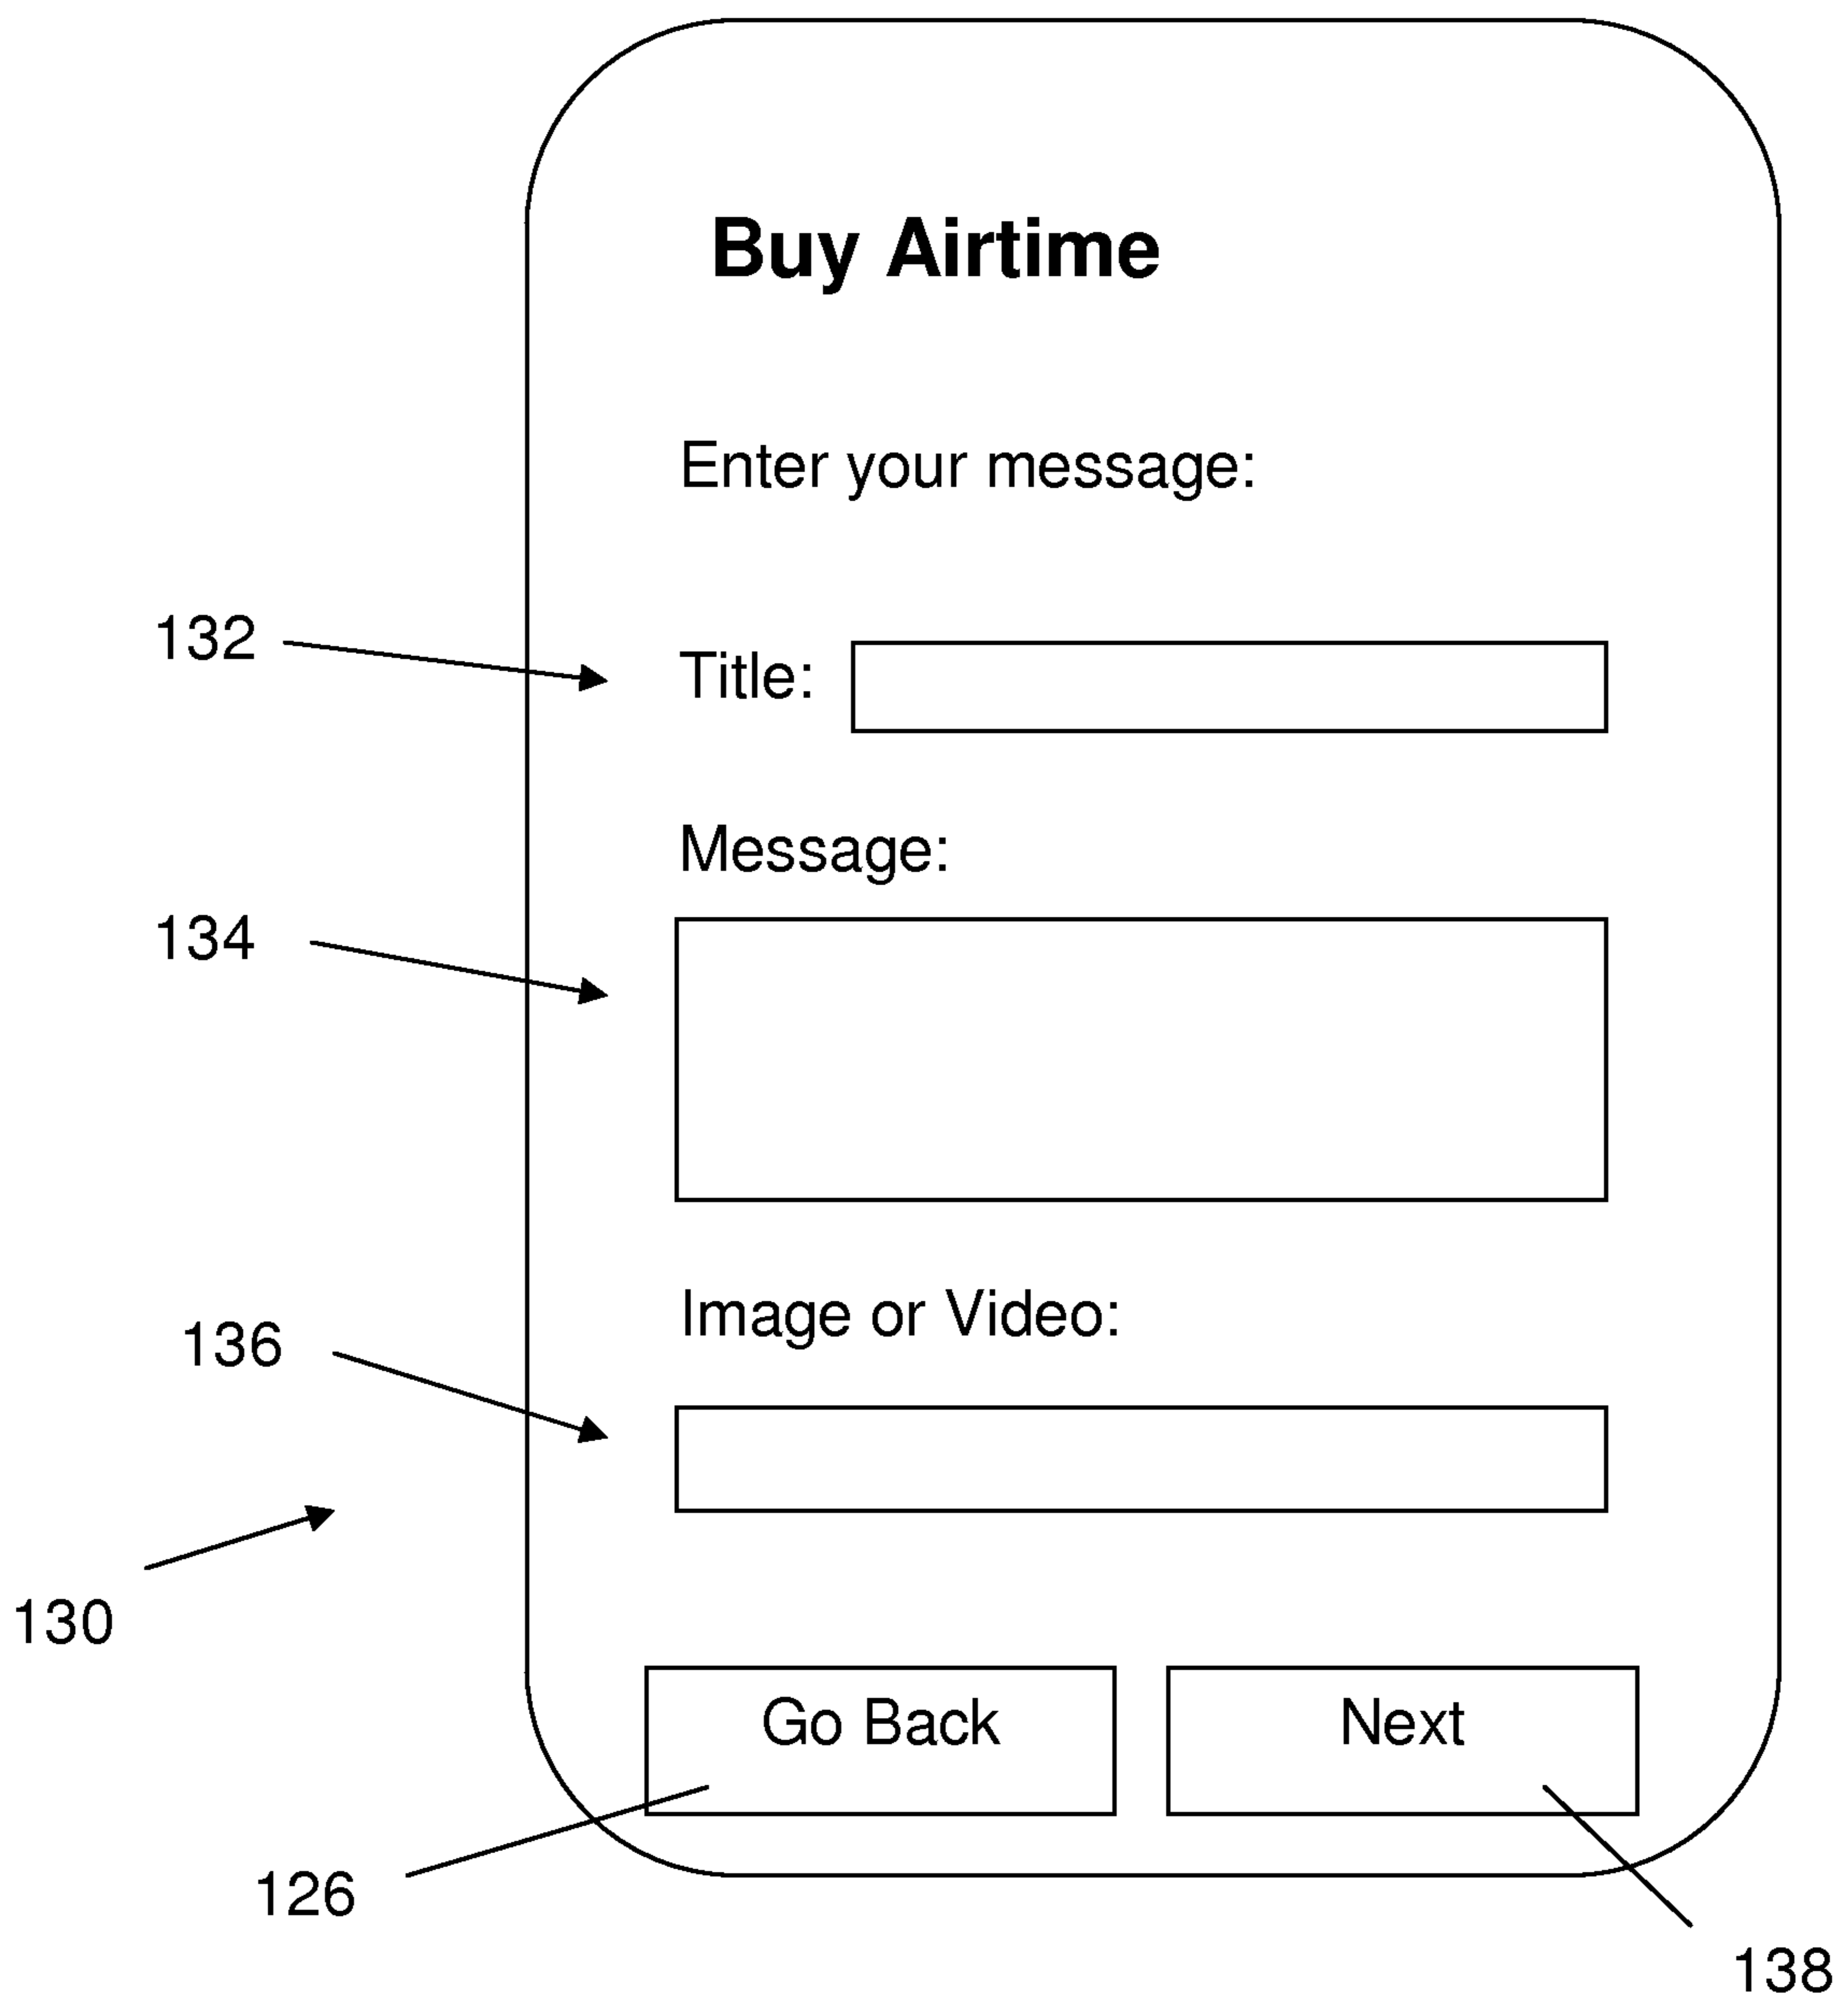 Buy Airtime
Enter your message:
132
Title:
Message:
134
Image or Video:
136
130
Go Back
Next
126
138